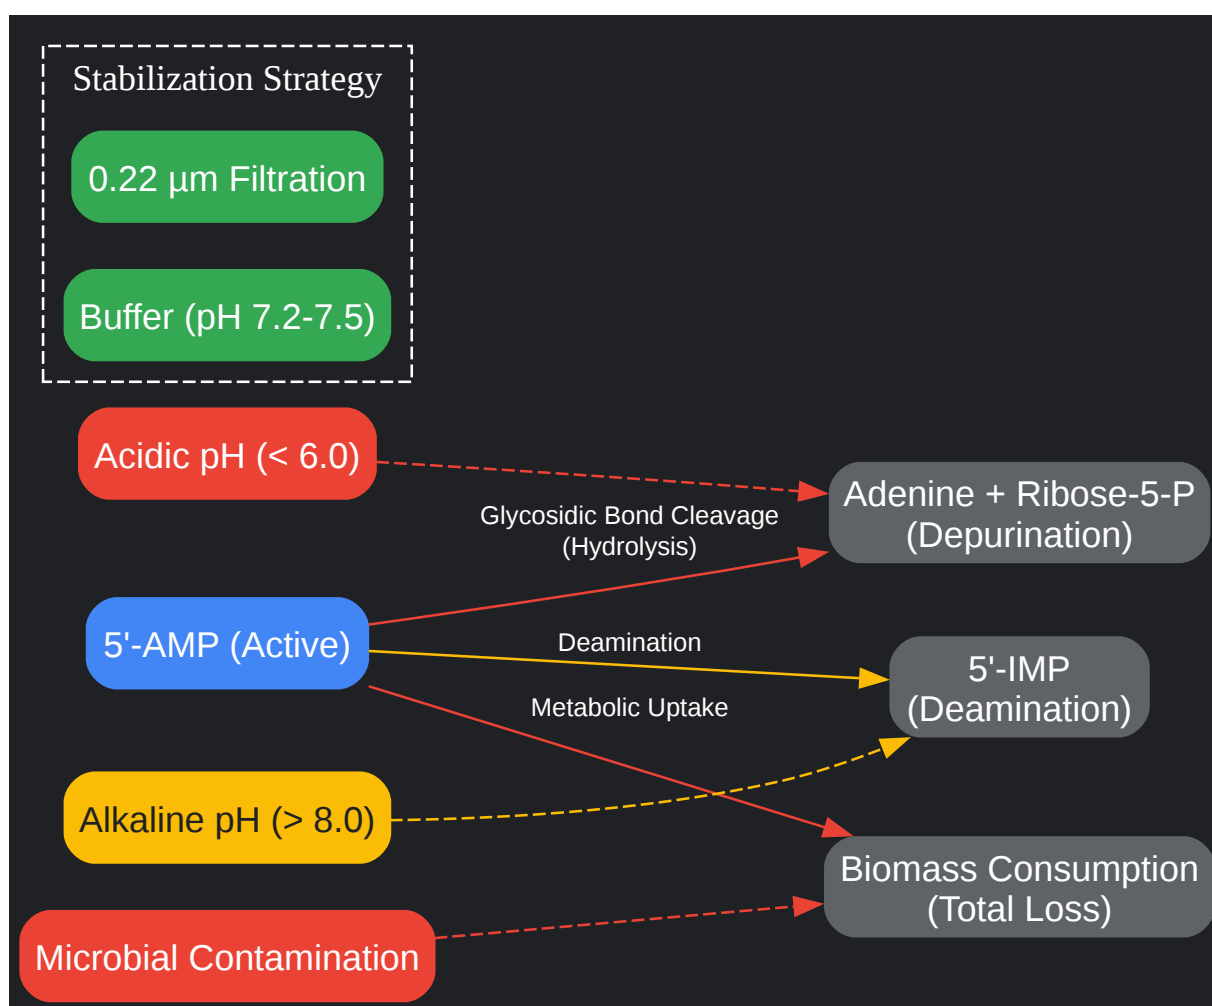 Stabilization Strategy
0.22 µm Filtration
Buffer (pH 7.2-7.5)
Acidic pH (< 6.0)
Adenine + Ribose-5-P
(Depurination)
Glycosidic Bond Cleavage
(Hydrolysis)
5'-AMP (Active)
Deamination
5'-IMP
(Deamination)
Metabolic Uptake
Alkaline pH (> 8.0)
Biomass Consumption
(Total Loss)
Microbial Contamination